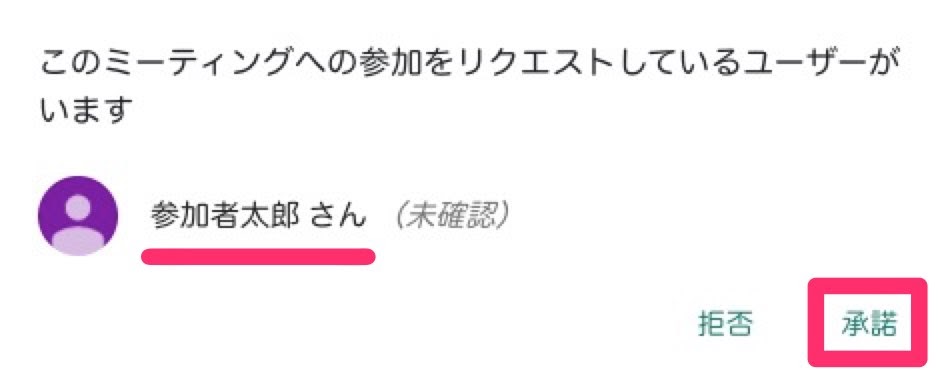 このミーティングへの参加をリクエストしているユーザーが
います
参加者太郎 さん （未確認）
拒否 承諾